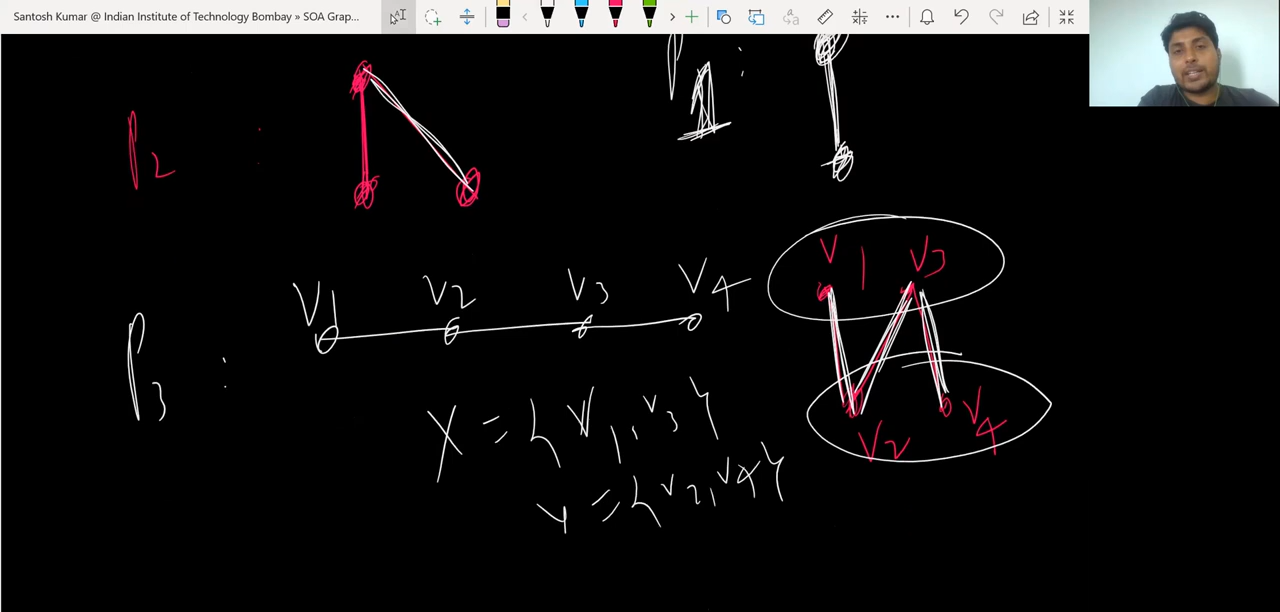 Santosh Kumar @ Indian Institute of Technology Bombay » SOA Grap...
P2 :
P1 :
P3 :
V1 V2 V3 V4
V1 V3
V2 V4
X = { V1, V3 }
Y = { V2, V4 }